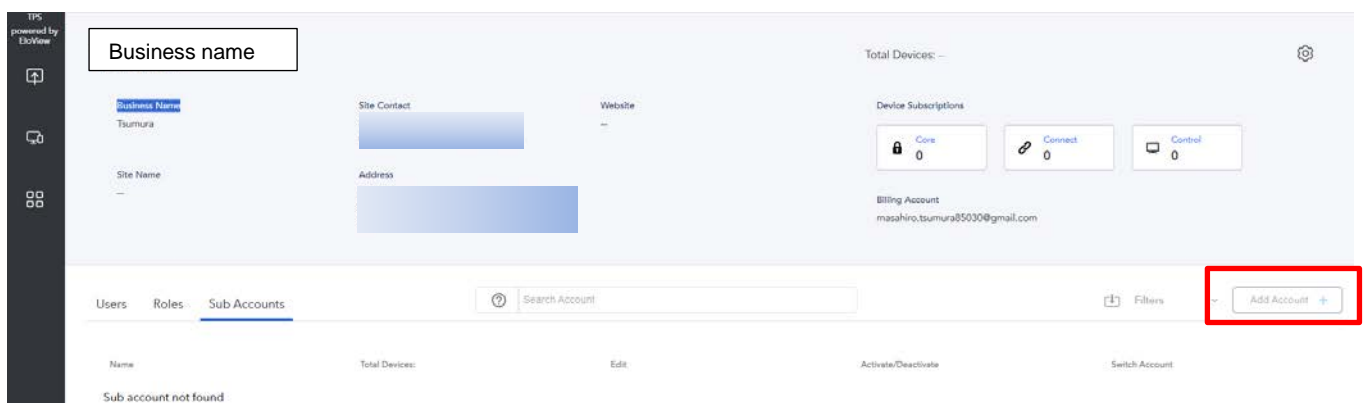 TPS
powered by
EloView
Business name
Total Devices: --
Business Name
Tsumura
Site Contact
Website
--
Device Subscriptions
Core
0
Connect
0
Control
0
Site Name
--
Address
Billing Account
masahiro.tsumura85030@gmail.com
Users Roles Sub Accounts
Search Account
Filters
Add Account +
Name Total Devices: Edit Activate/Deactivate Switch Account
Sub account not found